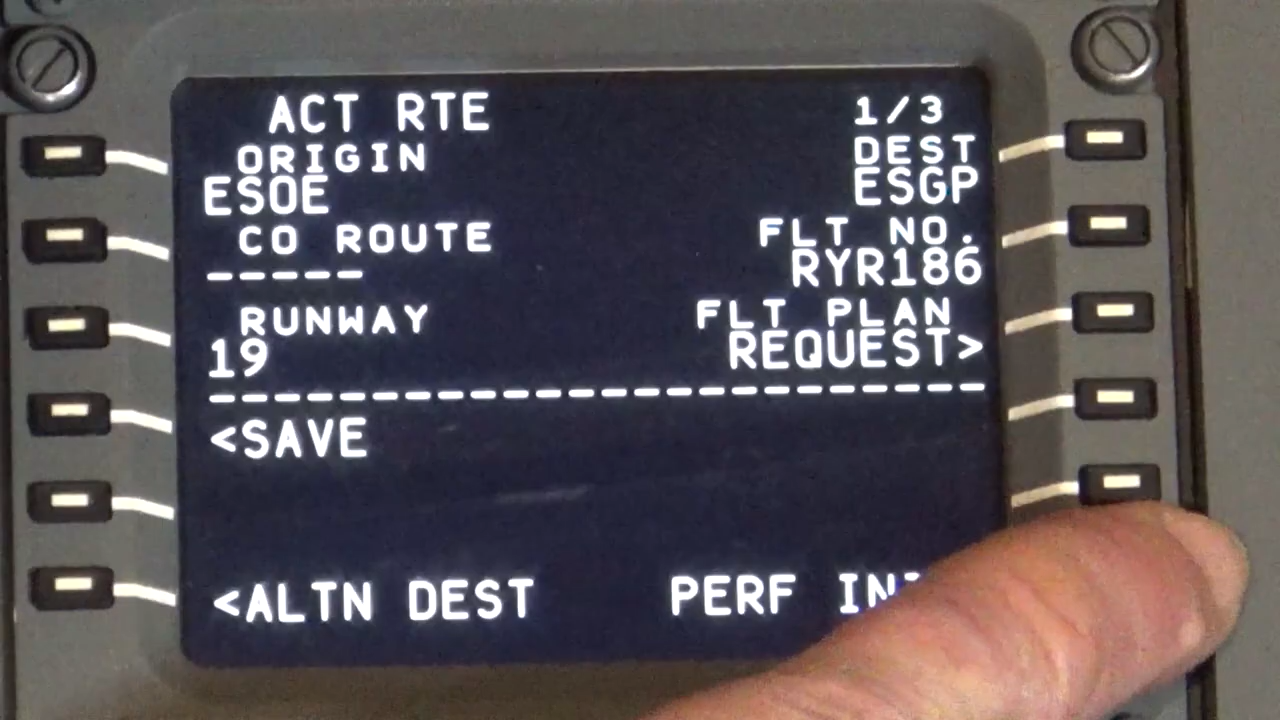 ACT RTE 1/3
ORIGIN DEST
ESOE ESGP
CO ROUTE FLT NO.
----- RYR186
RUNWAY FLT PLAN
19 REQUEST>
------------------------
<SAVE
<ALTN DEST PERF